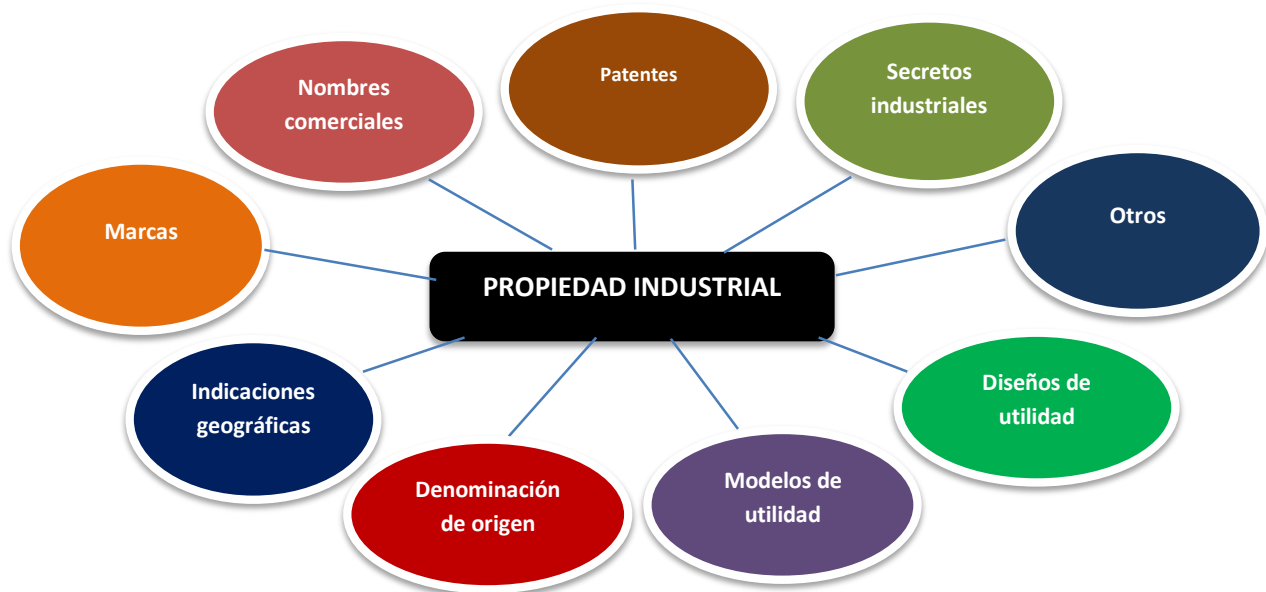 Patentes
Nombres
comerciales
Secretos
industriales
Marcas
Otros
PROPIEDAD INDUSTRIAL
Indicaciones
geográficas
Diseños de
utilidad
Denominación
de origen
Modelos de
utilidad